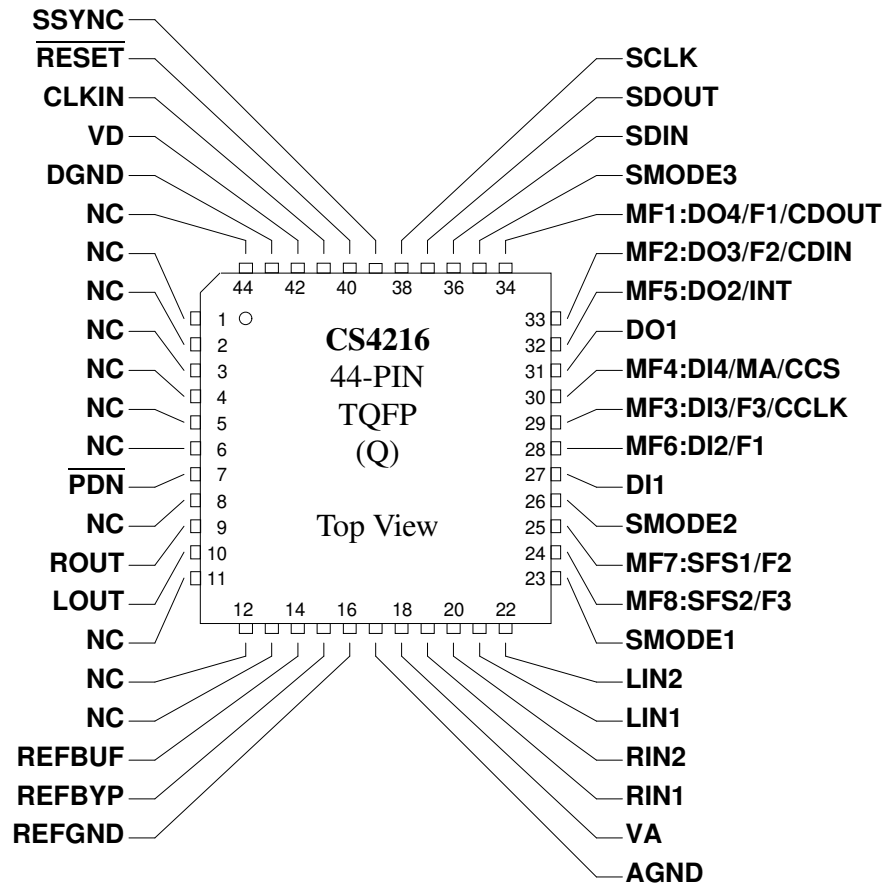 SSYNC
RESET
CLKIN
VD
DGND
NC
NC
NC
NC
NC
NC
NC
PDN
NC
ROUT
LOUT
NC
NC
NC
REFBUF
REFBYP
REFGND
SCLK
SDOUT
SDIN
SMODE3
MF1:DO4/F1/CDOUT
MF2:DO3/F2/CDIN
MF5:DO2/INT
DO1
MF4:DI4/MA/CCS
MF3:DI3/F3/CCLK
MF6:DI2/F1
DI1
SMODE2
MF7:SFS1/F2
MF8:SFS2/F3
SMODE1
LIN2
LIN1
RIN2
RIN1
VA
AGND
44 42 40 38 36 34
1
2
3
4
5
6
7
8
9
10
11
CS4216
44-PIN
TQFP
(Q)
Top View
33
32
31
30
29
28
27
26
25
24
23
12 14 16 18 20 22